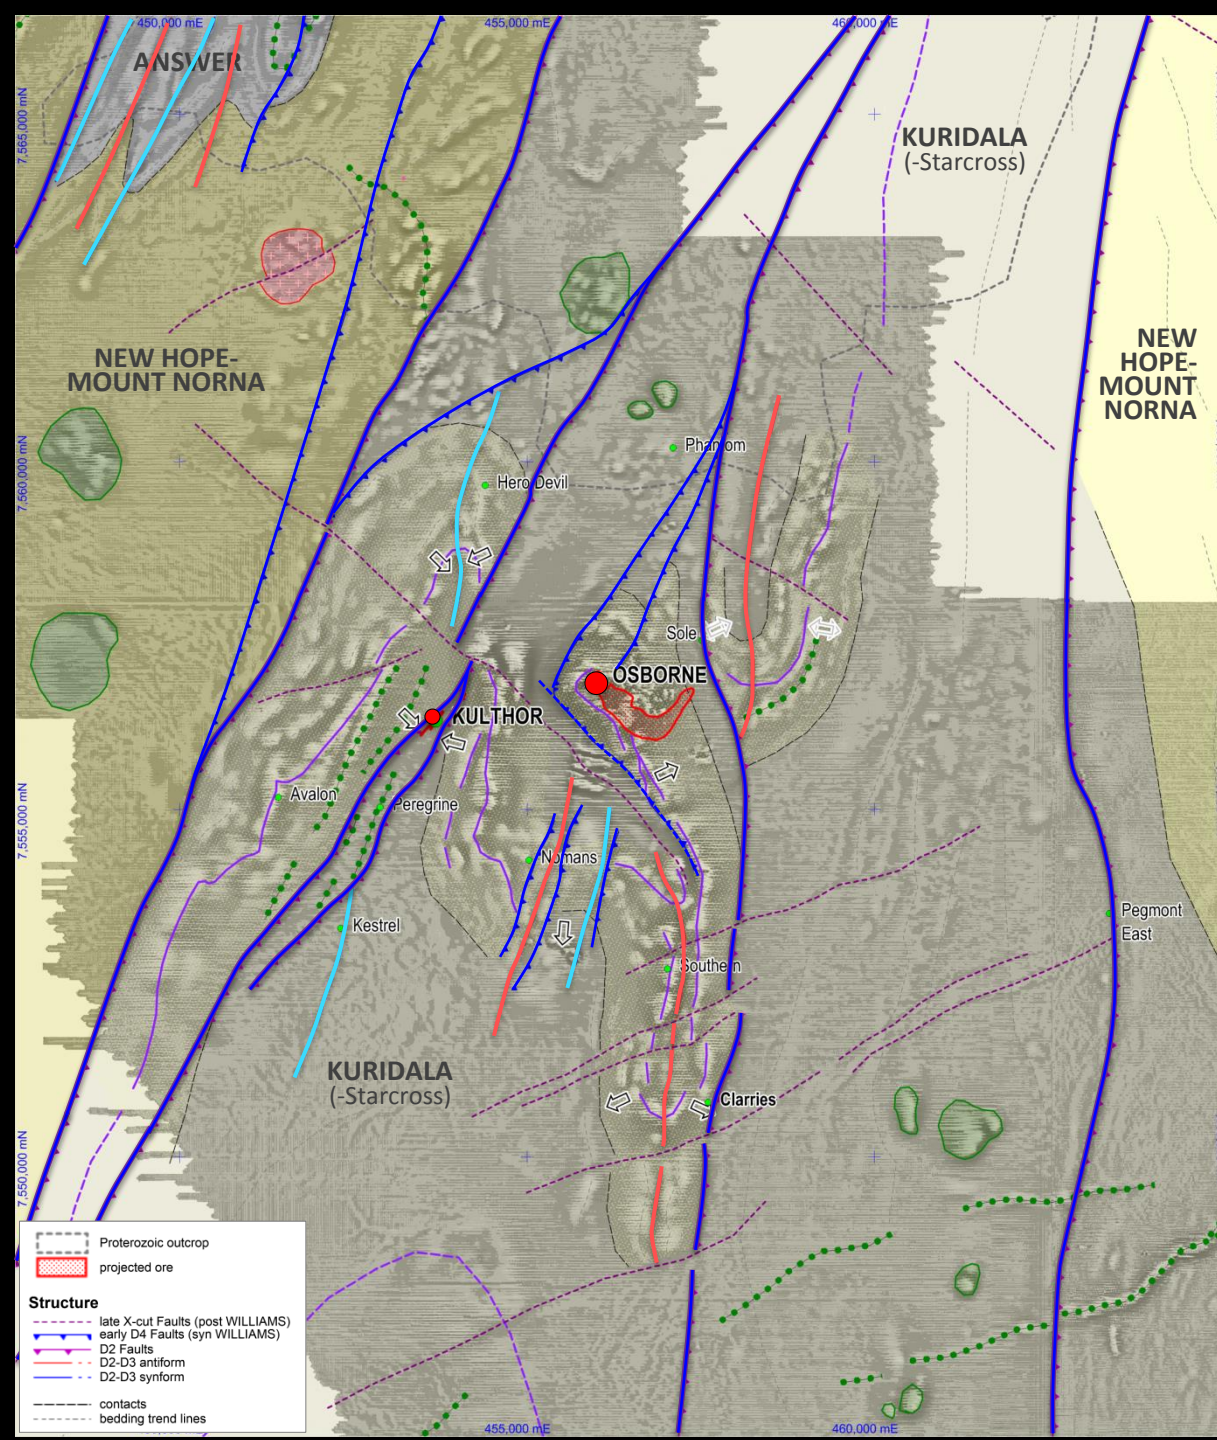 450,000 mE
455,000 mE
460,000 mE
ANSWER
7,565,000 mN
KURIDALA
(-Starcross)
NEW HOPE-
MOUNT NORNA
NEW
HOPE-
MOUNT
NORNA
Phantom
7,560,000 mN
Hero Devil
Sole
OSBORNE
KULTHOR
Avalon
Peregrine
7,555,000 mN
Nomans
Kestrel
Pegmont
East
Southern
KURIDALA
(-Starcross)
Clarries
7,550,000 mN
Proterozoic outcrop
projected ore
Structure
late X-cut Faults (post WILLIAMS)
early D4 Faults (syn WILLIAMS)
D2 Faults
D2-D3 antiform
D2-D3 synform
contacts
bedding trend lines
455,000 mE
460,000 mE